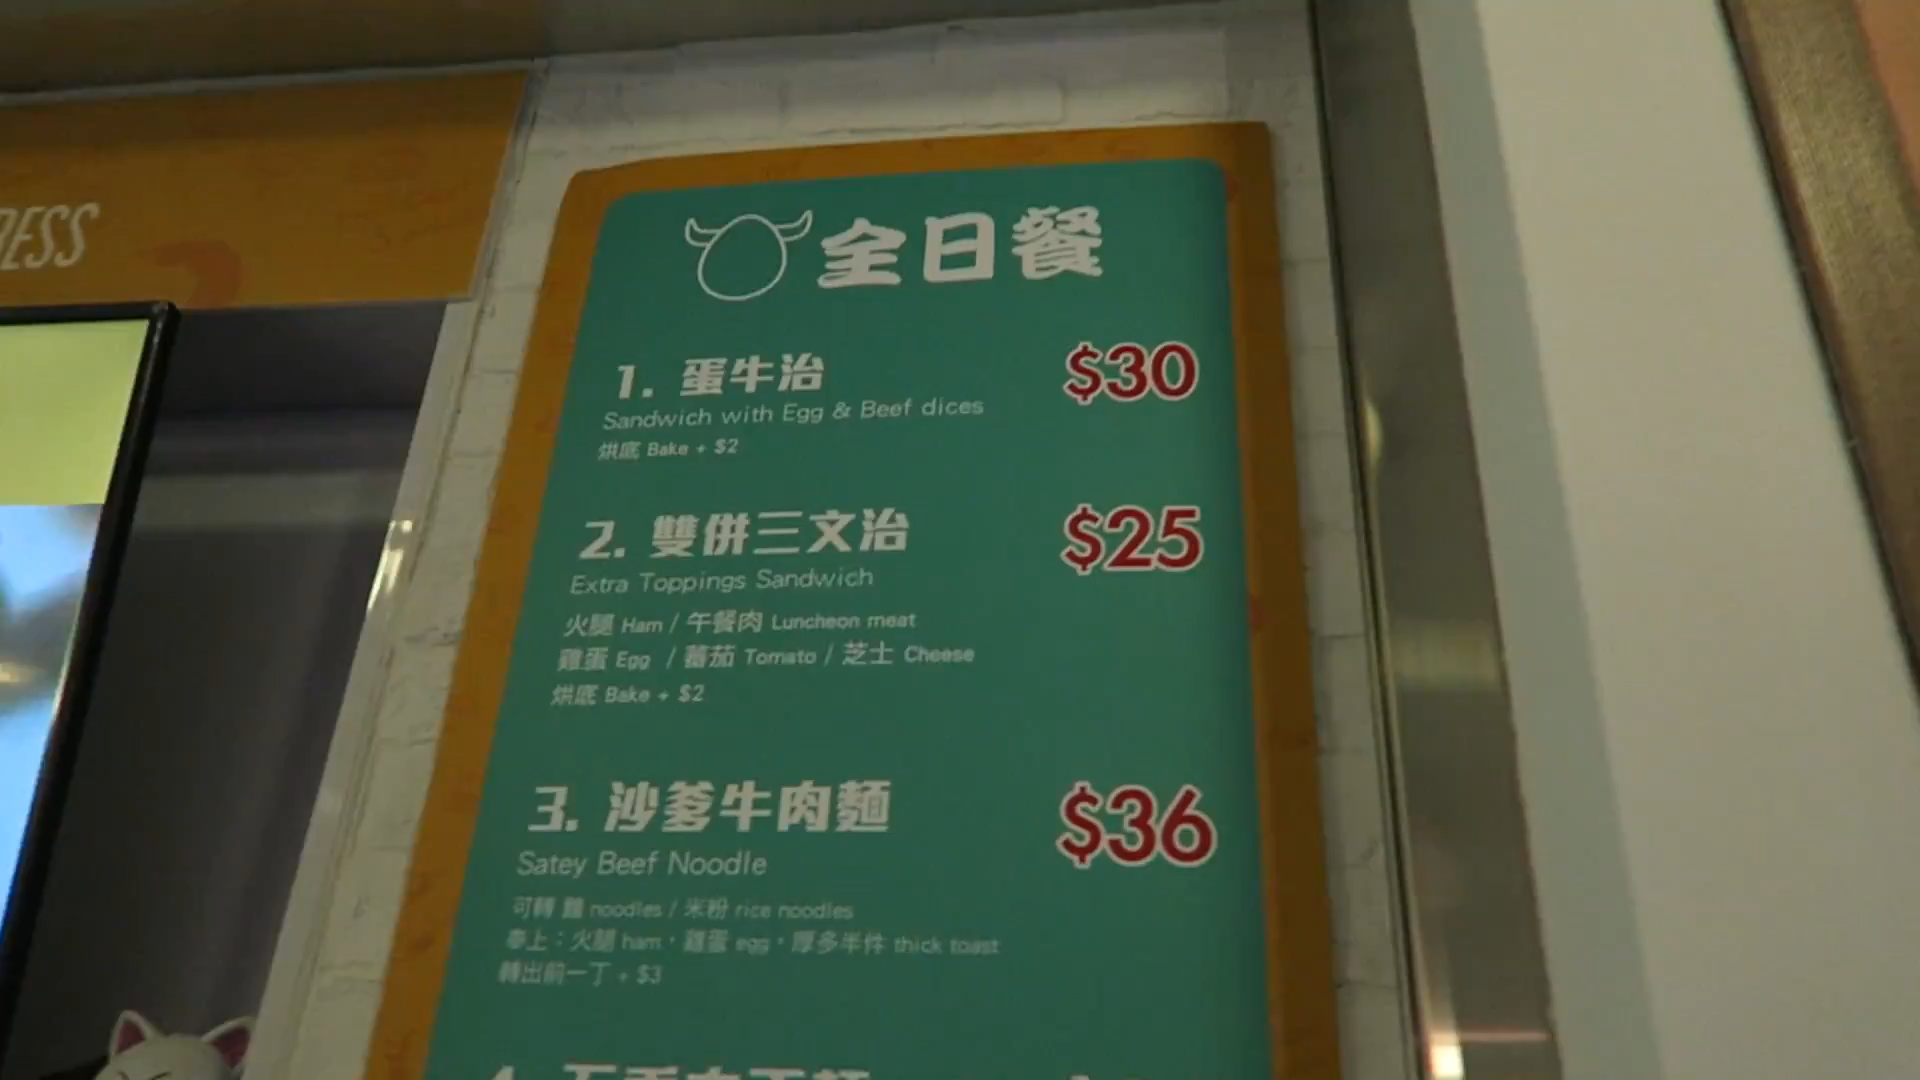 全日餐
1. 蛋牛治 $30
Sandwich with Egg & Beef dices
烘底 Bake + $2
2. 雙併三文治 $25
Extra Toppings Sandwich
火腿 Ham / 午餐肉 Luncheon meat
雞蛋 Egg / 蕃茄 Tomato / 芝士 Cheese
烘底 Bake + $2
3. 沙爹牛肉麵 $36
Satey Beef Noodle
可轉 麵 noodles / 米粉 rice noodles
奉上：火腿 ham，雞蛋 egg，厚多半件 thick toast
轉出前一丁 + $3